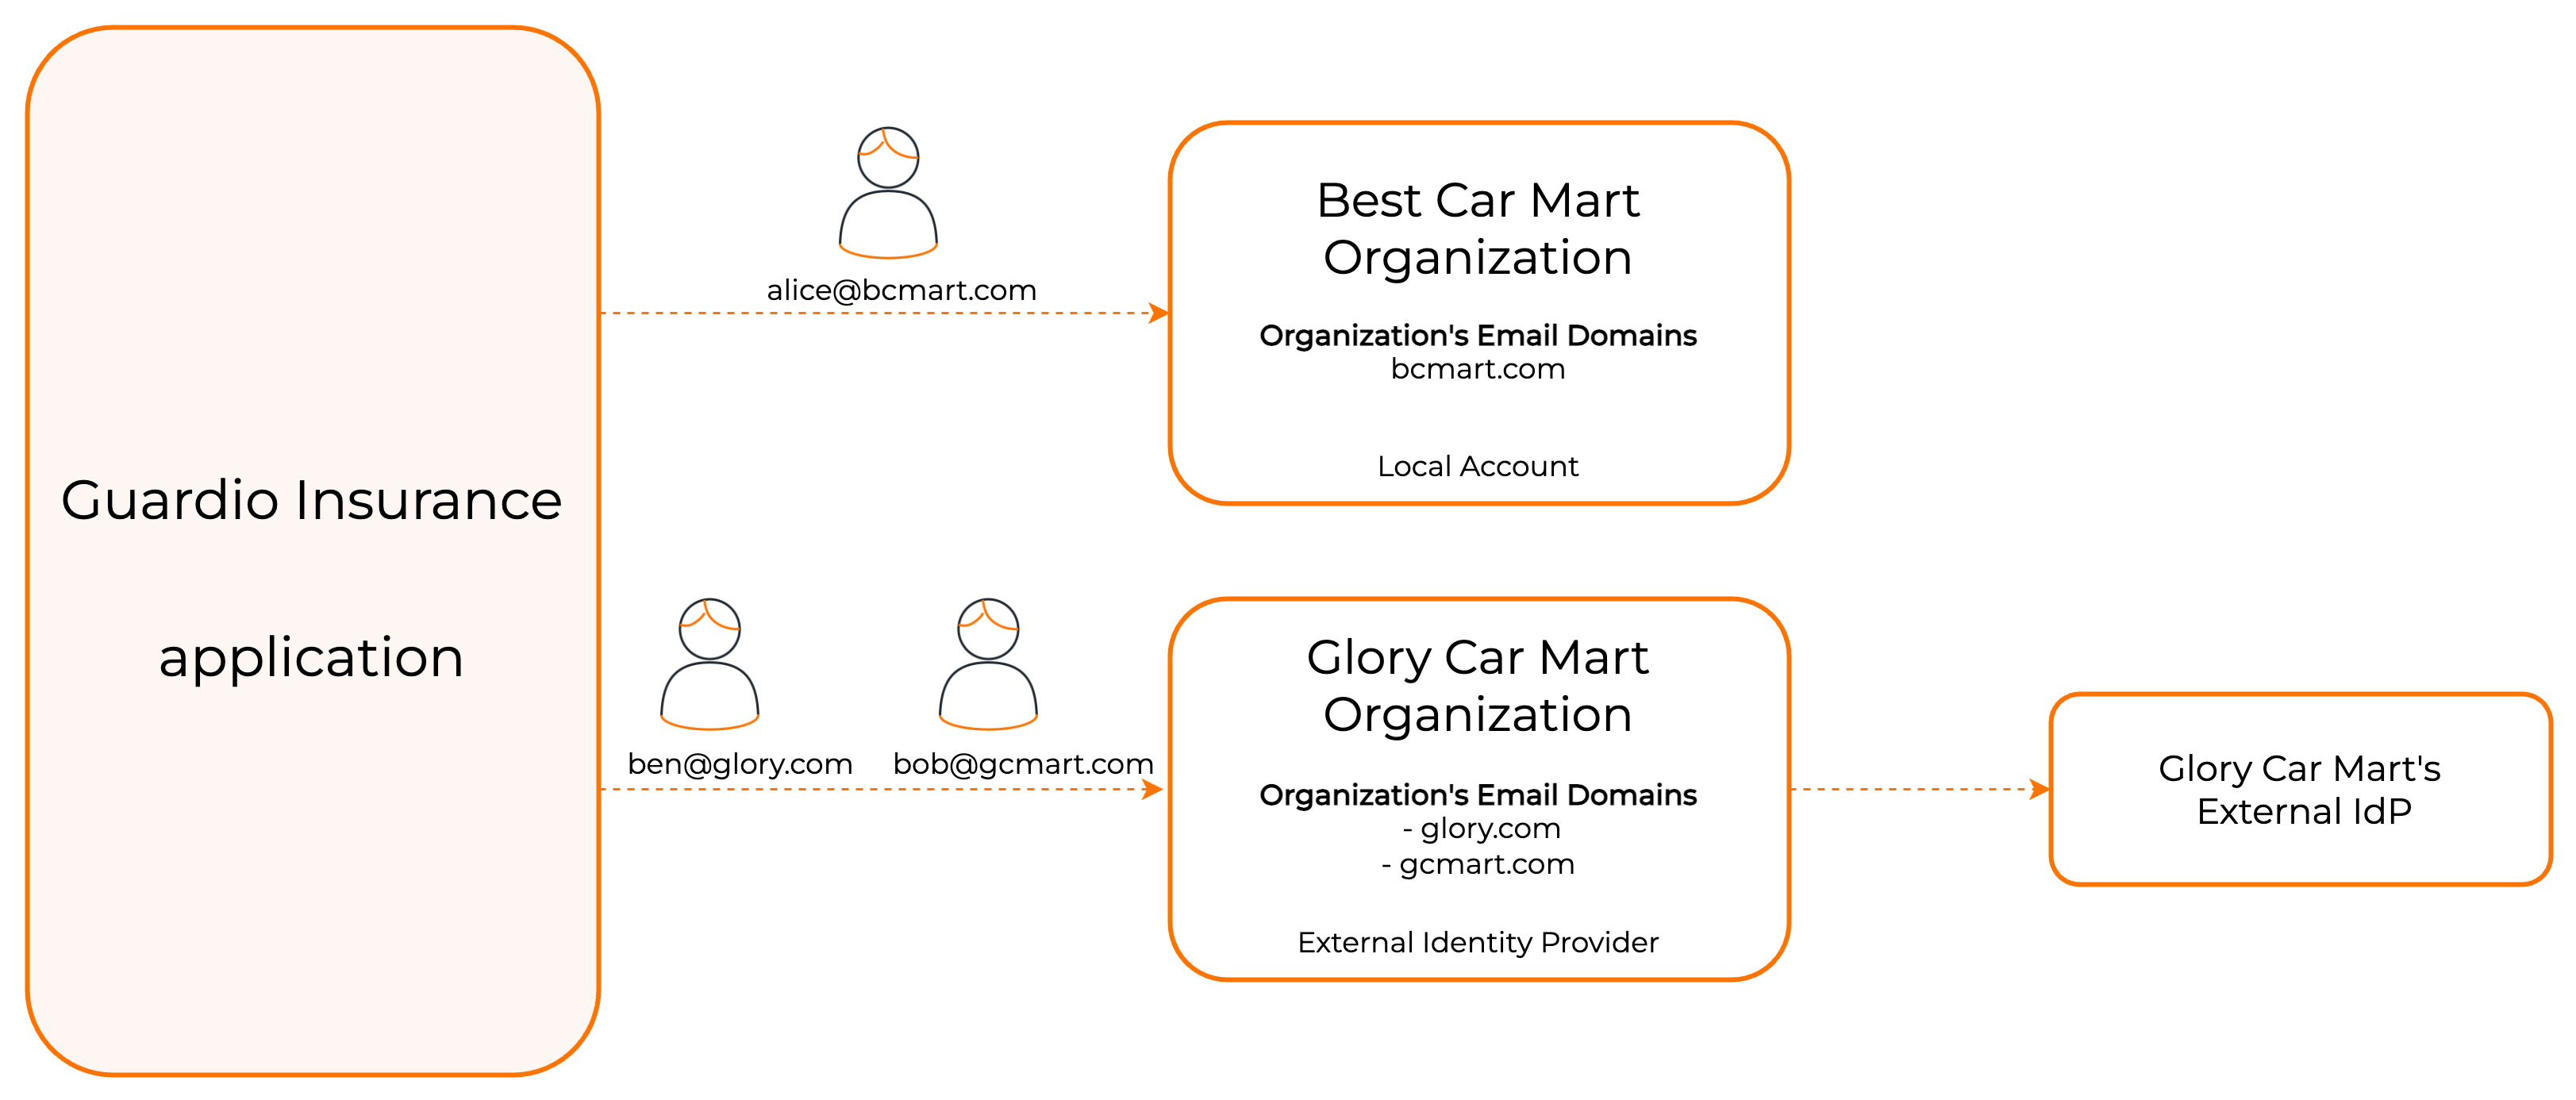 Guardio Insurance
application
alice@bcmart.com
Best Car Mart
Organization
Organization's Email Domains
bcmart.com
Local Account
ben@glory.com
bob@gcmart.com
Glory Car Mart
Organization
Organization's Email Domains
- glory.com
- gcmart.com
External Identity Provider
Glory Car Mart's
External IdP